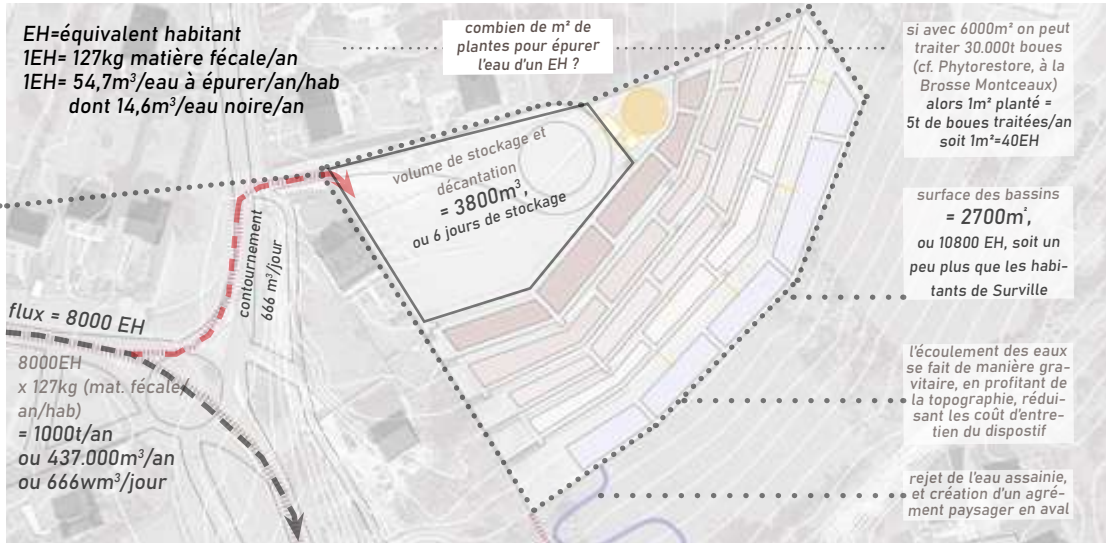 EH=équivalent habitant
1EH= 127kg matière fécale/an
1EH= 54,7m³/eau à épurer/an/hab
dont 14,6m³/eau noire/an
combien de m² de
plantes pour épurer
l'eau d'un EH ?
si avec 6000m² on peut
traiter 30.000t boues
(cf. Phytorestore, à la
Brosse Montceaux)
alors 1m² planté =
5t de boues traitées/an
soit 1m²=40EH
volume de stockage et
décantation
= 3800m³,
ou 6 jours de stockage
surface des bassins
= 2700m²,
ou 10800 EH, soit un
peu plus que les habi-
tants de Surville
contournement
666 m³/jour
flux = 8000 EH
8000EH
x 127kg (mat. fécale/
an/hab)
= 1000t/an
ou 437.000m³/an
ou 666wm³/jour
l'écoulement des eaux
se fait de manière gra-
vitaire, en profitant de
la topographie, rédui-
sant les coût d'entre-
tien du dispostif
rejet de l'eau assainie,
et création d'un agré-
ment paysager en aval